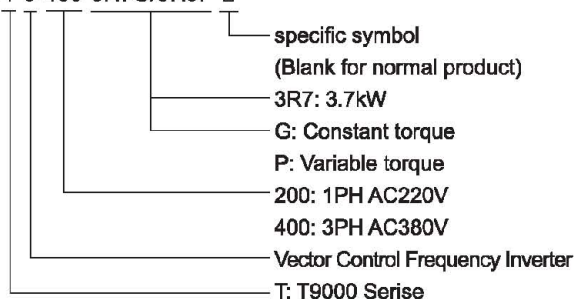 specific symbol
(Blank for normal product)
3R7: 3.7kW
G: Constant torque
P: Variable torque
200: 1PH AC220V
400: 3PH AC380V
Vector Control Frequency Inverter
T: T9000 Serise